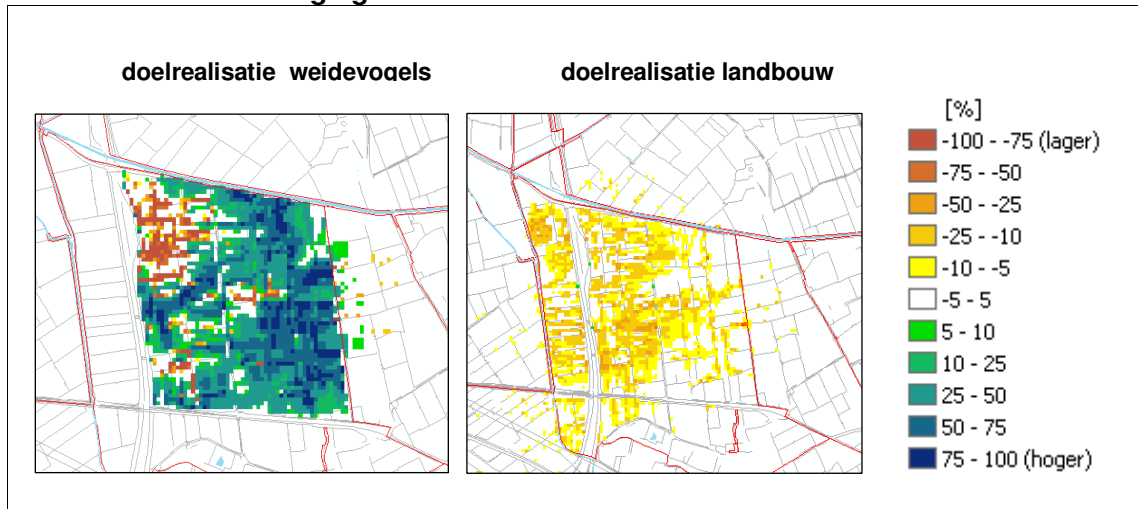 doelrealisatie weidevogels
doelrealisatie landbouw
[%]
-100 - -75 (lager)
-75 - -50
-50 - -25
-25 - -10
-10 - -5
-5 - 5
5 - 10
10 - 25
25 - 50
50 - 75
75 - 100 (hoger)